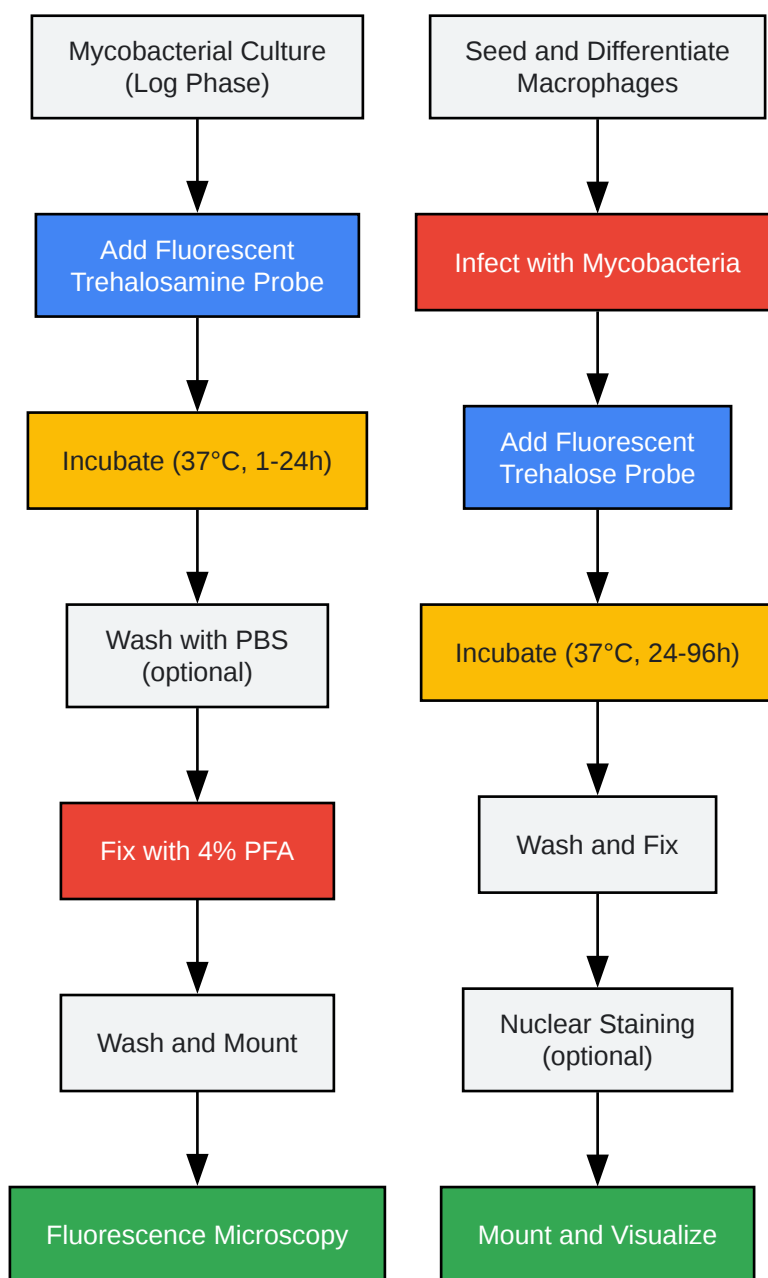 Mycobacterial Culture
(Log Phase)
Add Fluorescent
Trehalosamine Probe
Incubate (37°C, 1-24h)
Wash with PBS
(optional)
Fix with 4% PFA
Wash and Mount
Fluorescence Microscopy
Seed and Differentiate
Macrophages
Infect with Mycobacteria
Add Fluorescent
Trehalose Probe
Incubate (37°C, 24-96h)
Wash and Fix
Nuclear Staining
(optional)
Mount and Visualize